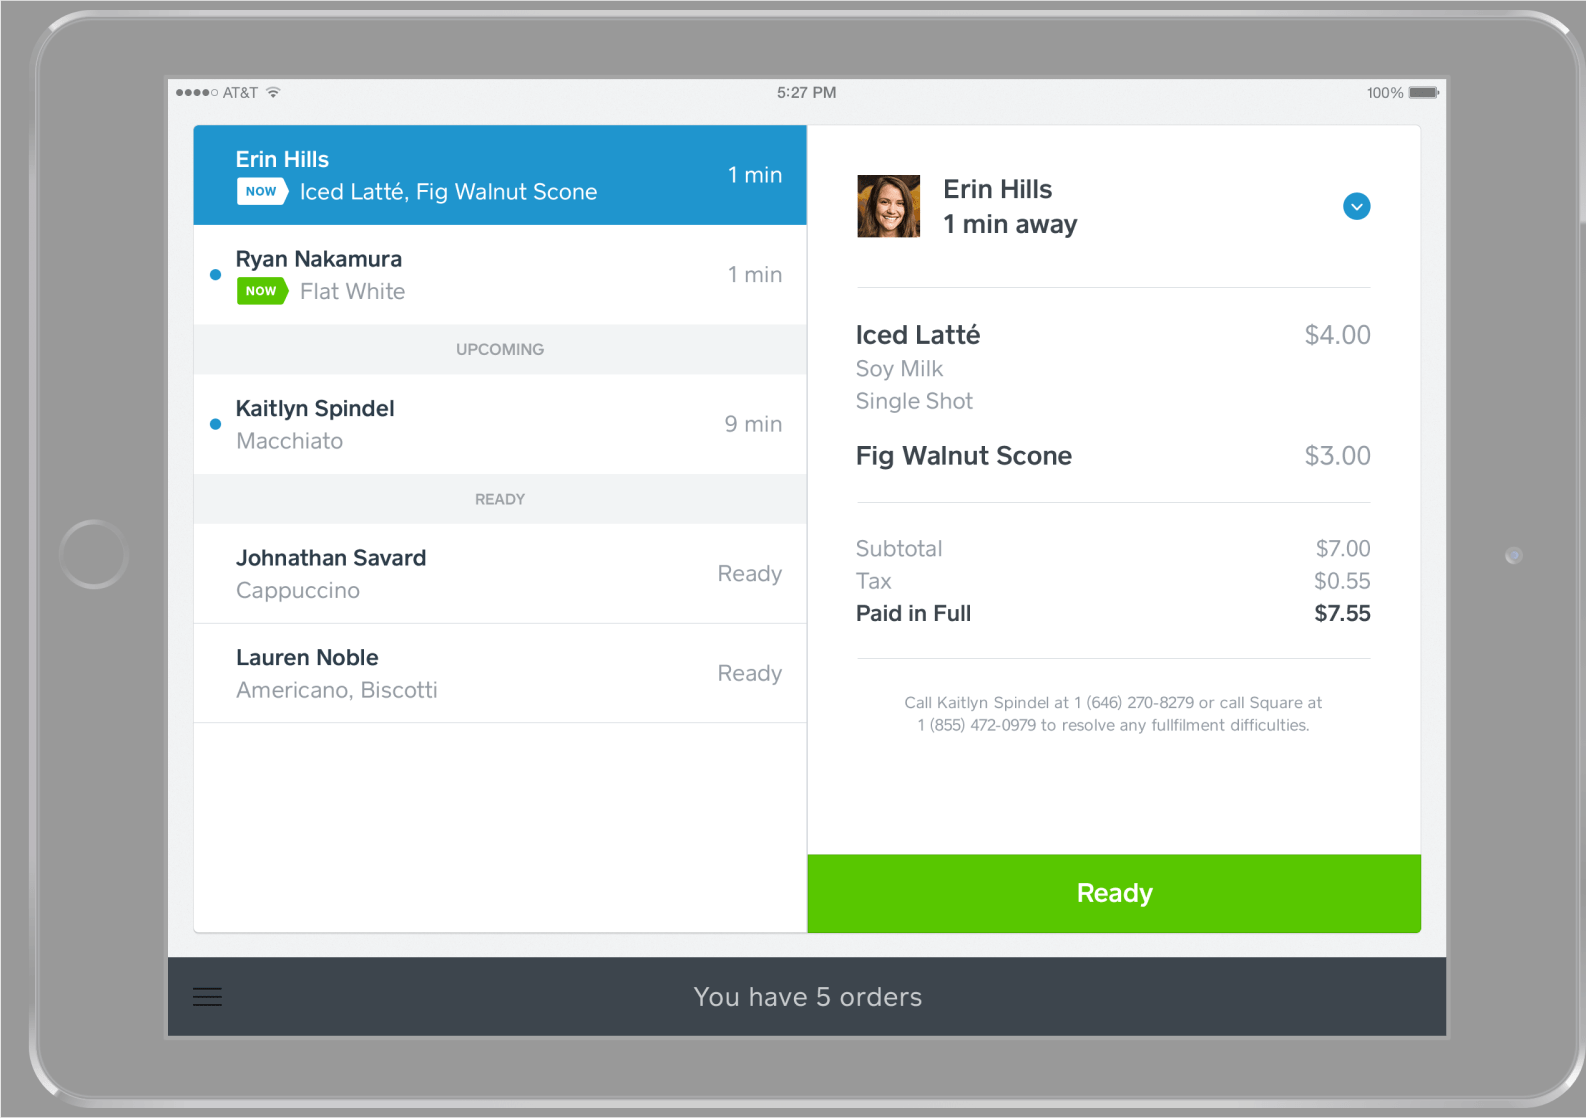 AT&T
5:27 PM
100%
Erin Hills
NOW Iced Latté, Fig Walnut Scone
1 min
Ryan Nakamura
NOW Flat White
1 min
UPCOMING
Kaitlyn Spindel
Macchiato
9 min
READY
Johnathan Savard
Cappuccino
Ready
Lauren Noble
Americano, Biscotti
Ready
Erin Hills
1 min away
Iced Latté $4.00
Soy Milk
Single Shot
Fig Walnut Scone $3.00
Subtotal $7.00
Tax $0.55
Paid in Full $7.55
Call Kaitlyn Spindel at 1 (646) 270-8279 or call Square at
1 (855) 472-0979 to resolve any fullfilment difficulties.
Ready
You have 5 orders